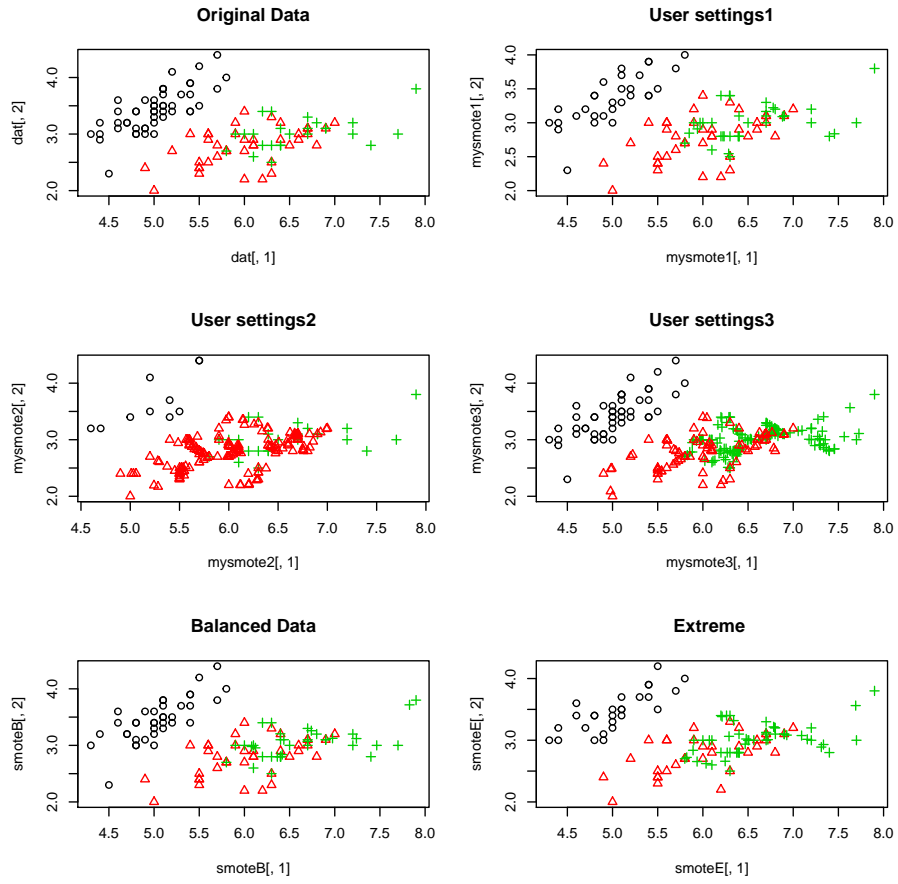 Original Data
dat[, 2]
2.0 3.0 4.0
4.5 5.0 5.5 6.0 6.5 7.0 7.5 8.0
dat[, 1]
User settings1
mysmote1[, 2]
2.0 2.5 3.0 3.5 4.0
4.5 5.0 5.5 6.0 6.5 7.0 7.5 8.0
mysmote1[, 1]
User settings2
mysmote2[, 2]
2.0 3.0 4.0
4.5 5.0 5.5 6.0 6.5 7.0 7.5 8.0
mysmote2[, 1]
User settings3
mysmote3[, 2]
2.0 3.0 4.0
4.5 5.0 5.5 6.0 6.5 7.0 7.5 8.0
mysmote3[, 1]
Balanced Data
smoteB[, 2]
2.0 3.0 4.0
4.5 5.0 5.5 6.0 6.5 7.0 7.5 8.0
smoteB[, 1]
Extreme
smoteE[, 2]
2.0 3.0 4.0
4.5 5.0 5.5 6.0 6.5 7.0 7.5 8.0
smoteE[, 1]